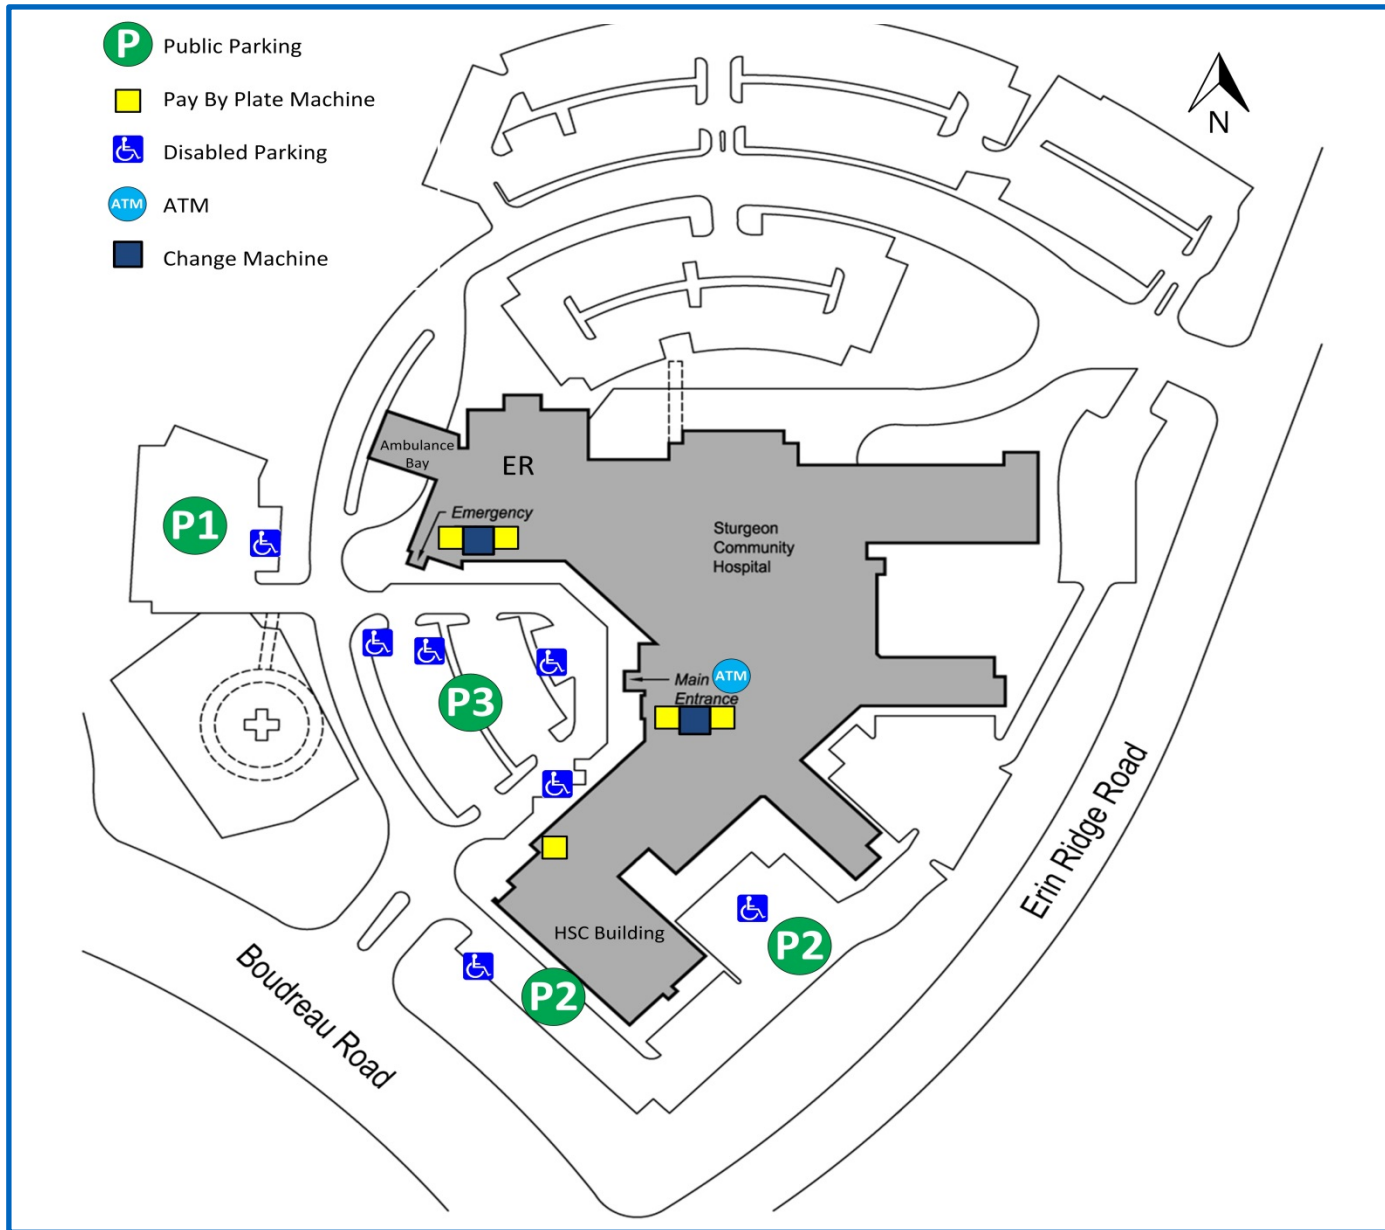 P Public Parking
Pay By Plate Machine
Disabled Parking
ATM ATM
Change Machine
N
Ambulance
Bay
ER
P1
Emergency
Sturgeon
Community
Hospital
Main
Entrance
ATM
P3
HSC Building
P2
P2
Boudreau Road
Erin Ridge Road